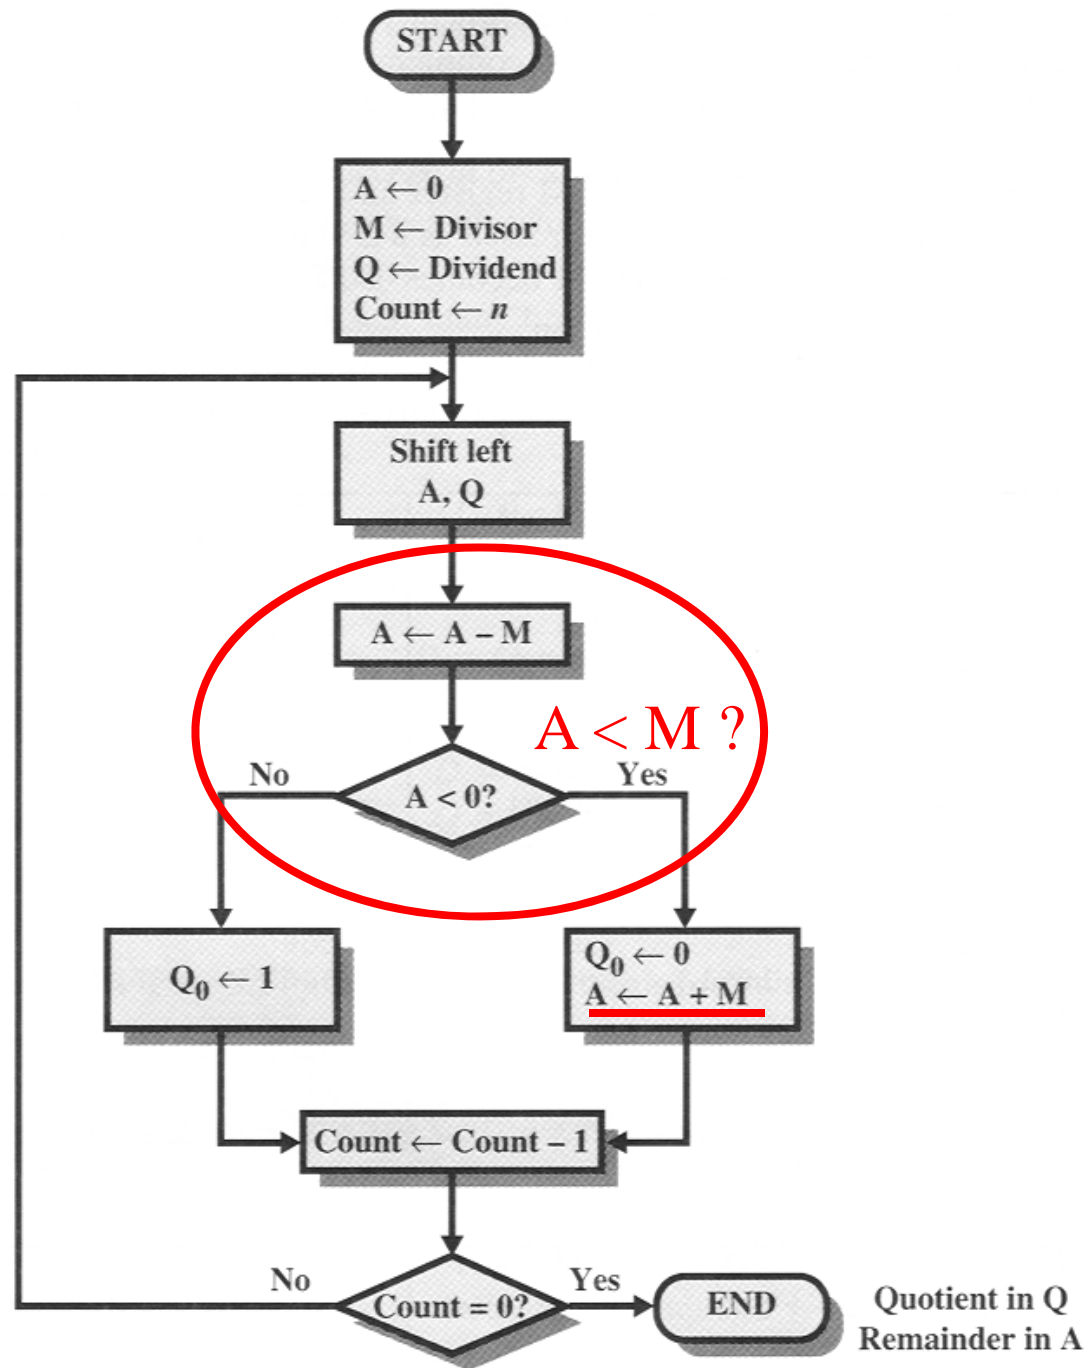 START
A ← 0
M ← Divisor
Q ← Dividend
Count ← n
Shift left
A, Q
A ← A – M
A < M ?
No
A < 0?
Yes
Q₀ ← 1
Q₀ ← 0
A ← A + M
Count ← Count – 1
No
Count = 0?
Yes
END
Quotient in Q
Remainder in A